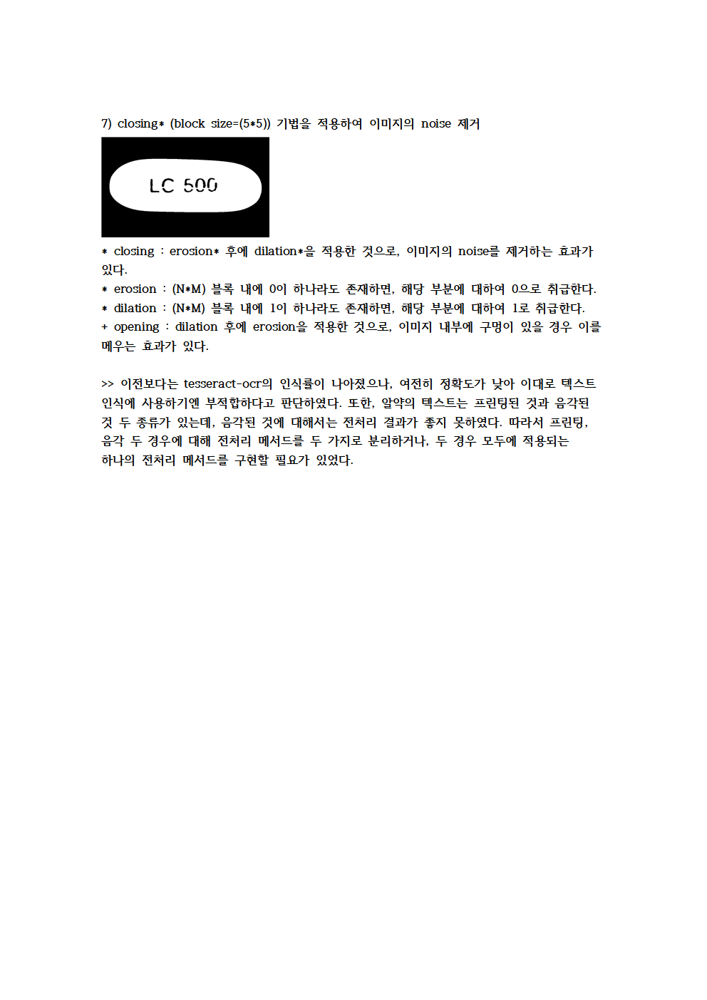 7) closing* (block size=(5*5)) 기법을 적용하여 이미지의 noise 제거
LC 500
* closing : erosion* 후에 dilation*을 적용한 것으로, 이미지의 noise를 제거하는 효과가
있다.
* erosion : (N*M) 블록 내에 0이 하나라도 존재하면, 해당 부분에 대하여 0으로 취급한다.
* dilation : (N*M) 블록 내에 1이 하나라도 존재하면, 해당 부분에 대하여 1로 취급한다.
+ opening : dilation 후에 erosion을 적용한 것으로, 이미지 내부에 구멍이 있을 경우 이를
메우는 효과가 있다.
>> 이전보다는 tesseract-ocr의 인식률이 나아졌으나, 여전히 정확도가 낮아 이대로 텍스트
인식에 사용하기엔 부적합하다고 판단하였다. 또한, 알약의 텍스트는 프린팅된 것과 음각된
것 두 종류가 있는데, 음각된 것에 대해서는 전처리 결과가 좋지 못하였다. 따라서 프린팅,
음각 두 경우에 대해 전처리 메서드를 두 가지로 분리하거나, 두 경우 모두에 적용되는
하나의 전처리 메서드를 구현할 필요가 있었다.